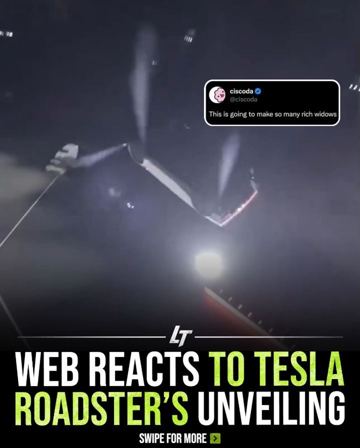 ciscoda
@ciscoda
This is going to make so many rich widows
LT
WEB REACTS TO TESLA
ROADSTER'S UNVEILING
SWIPE FOR MORE